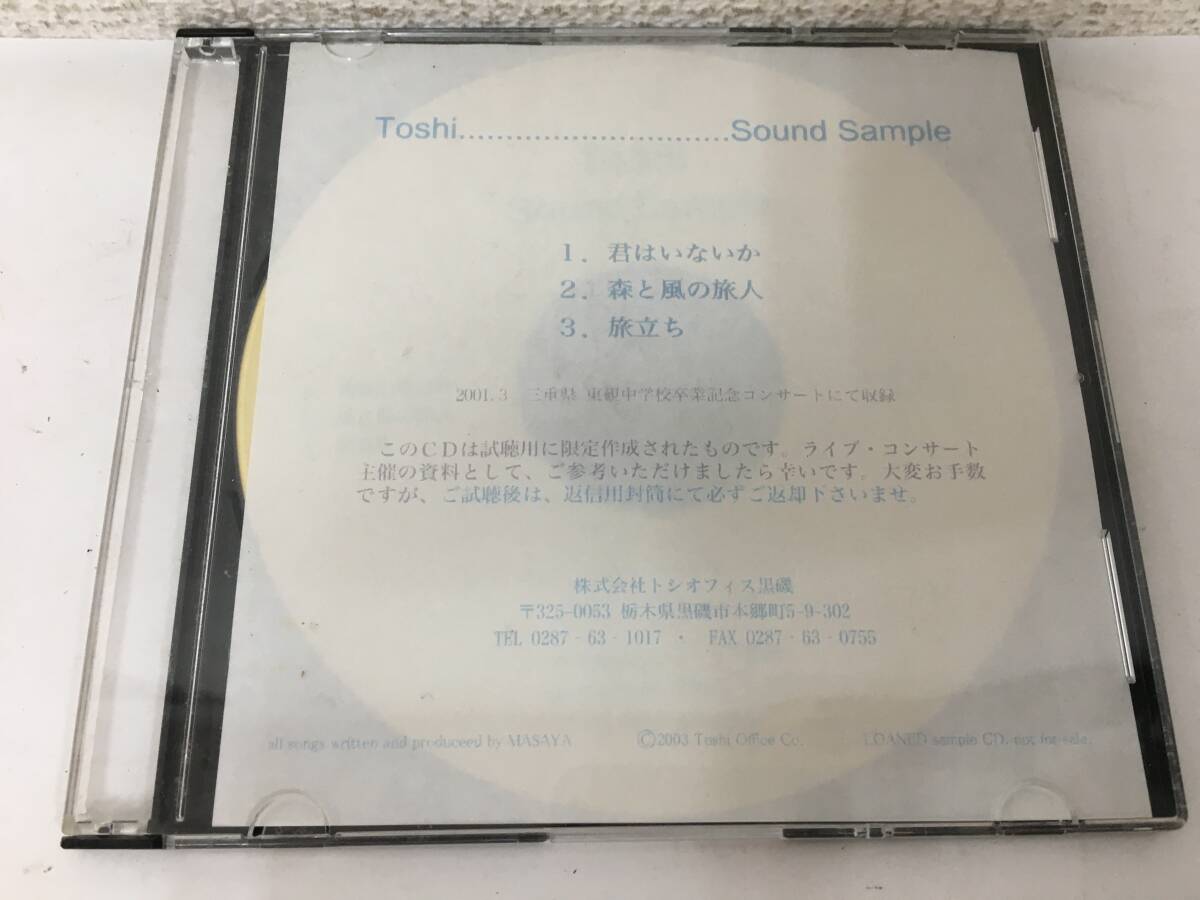 Toshi.............................Sound Sample
1．君はいないか
2．森と風の旅人
3．旅立ち
2001.3 三重県 東観中学校卒業記念コンサートにて収録
このCDは試聴用に限定作成されたものです。ライブ・コンサート
主催の資料として、ご参考いただけましたら幸いです。大変お手数
ですが、ご試聴後は、返信用封筒にて必ずご返却下さいませ。
株式会社トシオフィス黒磯
〒325-0053 栃木県黒磯市本郷町5-9-302
TEL 0287-63-1017 ・ FAX 0287-63-0755
all songs written and produceed by MASAYA ©2003 Toshi Office Co. LOANED sample CD. not for sale.